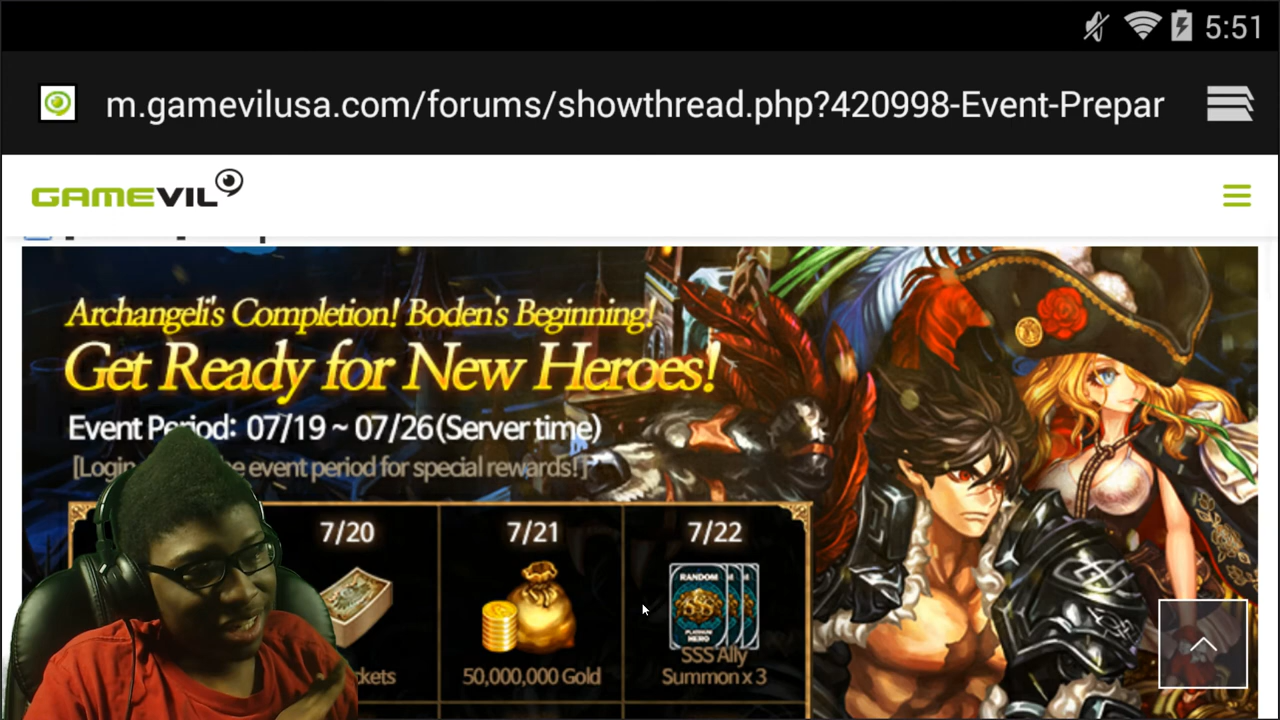 5:51
m.gamevilusa.com/forums/showthread.php?420998-Event-Prepar
GAMEVIL
Archangeli's Completion! Boden's Beginning!
Get Ready for New Heroes!
Event Period: 07/19 ~ 07/26(Server time)
[Login e event period for special rewards!]
7/20 7/21 7/22
RANDOM
PLATINUM
HERO
SSS Ally
kets 50,000,000 Gold Summon x 3